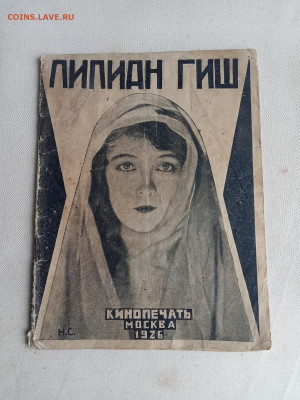 COINS.LAVE.RU
ЛИЛИАН ГИШ
КИНОПЕЧАТЬ
МОСКВА
1926
Н.С.